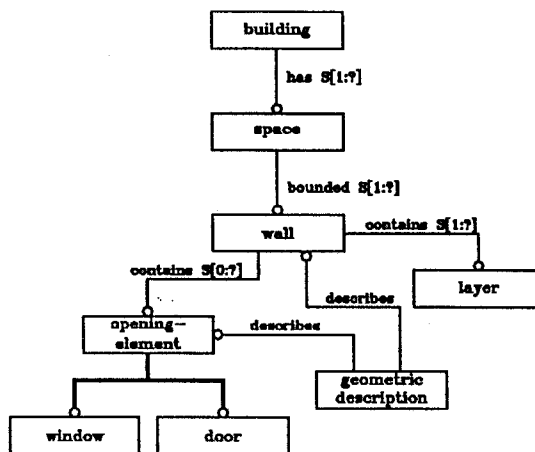 building
has S[1:?]
space
bounded S[1:?]
wall
contains S[1:?]
contains S[0:?]
layer
describes
opening-
element
describes
geometric
description
window
door